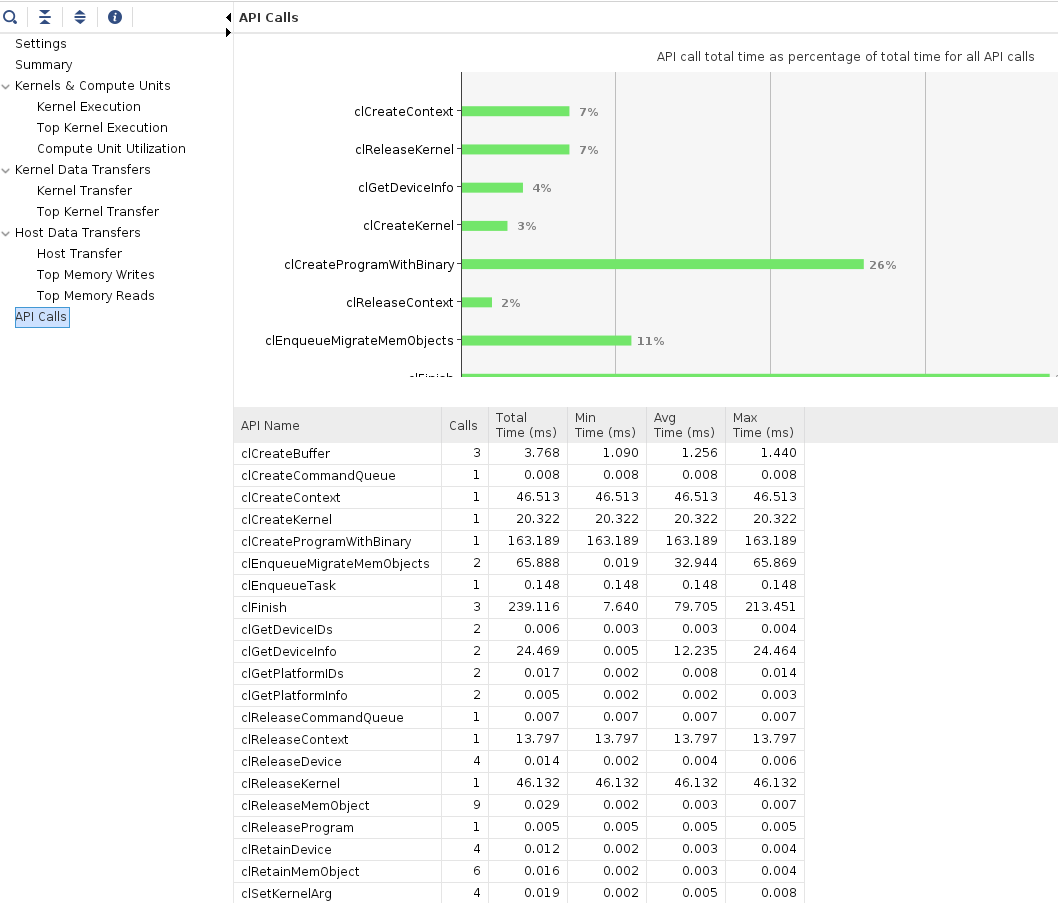 API Calls
Settings
Summary
Kernels & Compute Units
Kernel Execution
Top Kernel Execution
Compute Unit Utilization
Kernel Data Transfers
Kernel Transfer
Top Kernel Transfer
Host Data Transfers
Host Transfer
Top Memory Writes
Top Memory Reads
API Calls
API call total time as percentage of total time for all API calls
clCreateContext 7%
clReleaseKernel 7%
clGetDeviceInfo 4%
clCreateKernel 3%
clCreateProgramWithBinary 26%
clReleaseContext 2%
clEnqueueMigrateMemObjects 11%
clFinish
API Name Calls Total Time (ms) Min Time (ms) Avg Time (ms) Max Time (ms)
clCreateBuffer 3 3.768 1.090 1.256 1.440
clCreateCommandQueue 1 0.008 0.008 0.008 0.008
clCreateContext 1 46.513 46.513 46.513 46.513
clCreateKernel 1 20.322 20.322 20.322 20.322
clCreateProgramWithBinary 1 163.189 163.189 163.189 163.189
clEnqueueMigrateMemObjects 2 65.888 0.019 32.944 65.869
clEnqueueTask 1 0.148 0.148 0.148 0.148
clFinish 3 239.116 7.640 79.705 213.451
clGetDeviceIDs 2 0.006 0.003 0.003 0.004
clGetDeviceInfo 2 24.469 0.005 12.235 24.464
clGetPlatformIDs 2 0.017 0.002 0.008 0.014
clGetPlatformInfo 2 0.005 0.002 0.002 0.003
clReleaseCommandQueue 1 0.007 0.007 0.007 0.007
clReleaseContext 1 13.797 13.797 13.797 13.797
clReleaseDevice 4 0.014 0.002 0.004 0.006
clReleaseKernel 1 46.132 46.132 46.132 46.132
clReleaseMemObject 9 0.029 0.002 0.003 0.007
clReleaseProgram 1 0.005 0.005 0.005 0.005
clRetainDevice 4 0.012 0.002 0.003 0.004
clRetainMemObject 6 0.016 0.002 0.003 0.004
clSetKernelArg 4 0.019 0.002 0.005 0.008